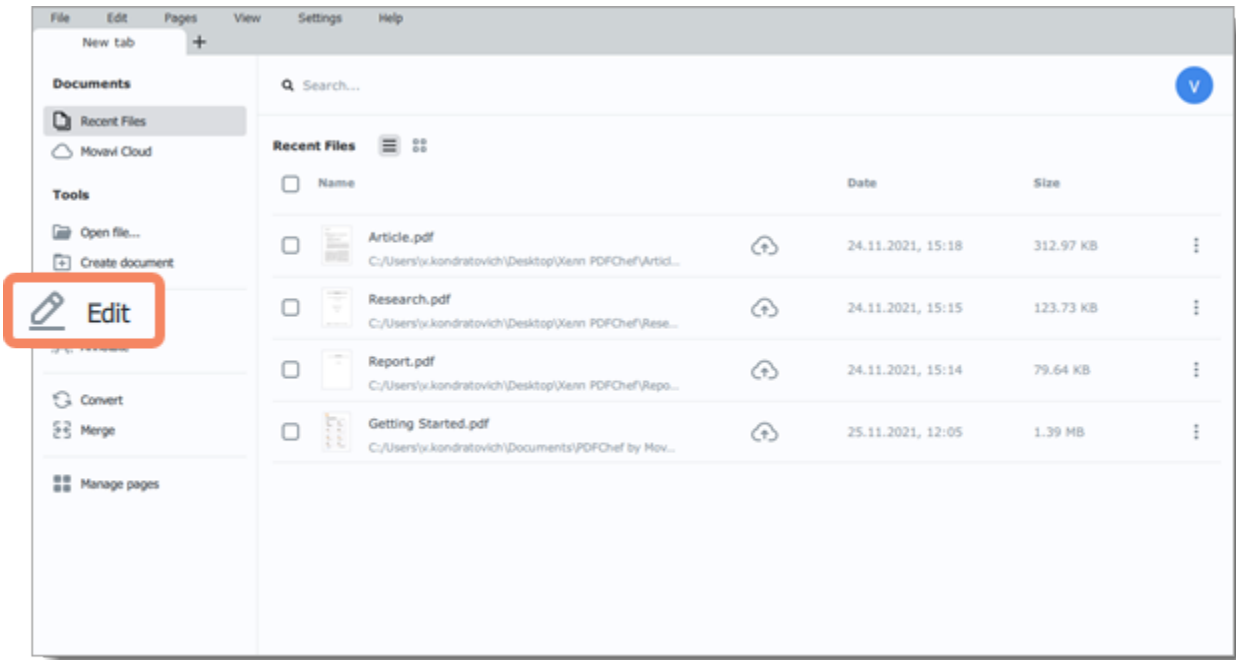 File Edit Pages View Settings Help
New tab +
Documents
Recent Files
Movavi Cloud
Tools
Open file...
Create document
Edit
Convert
Merge
Manage pages
Search...
V
Recent Files
Name Date Size
Article.pdf
C:/Users\v.kondratovich\Desktop\Xenn PDFChef\Articl...
24.11.2021, 15:18 312.97 KB
Research.pdf
C:/Users\v.kondratovich\Desktop\Xenn PDFChef\Rese...
24.11.2021, 15:15 123.73 KB
Report.pdf
C:/Users\v.kondratovich\Desktop\Xenn PDFChef\Repo...
24.11.2021, 15:14 79.64 KB
Getting Started.pdf
C:/Users\v.kondratovich\Documents\PDFChef by Mov...
25.11.2021, 12:05 1.39 MB